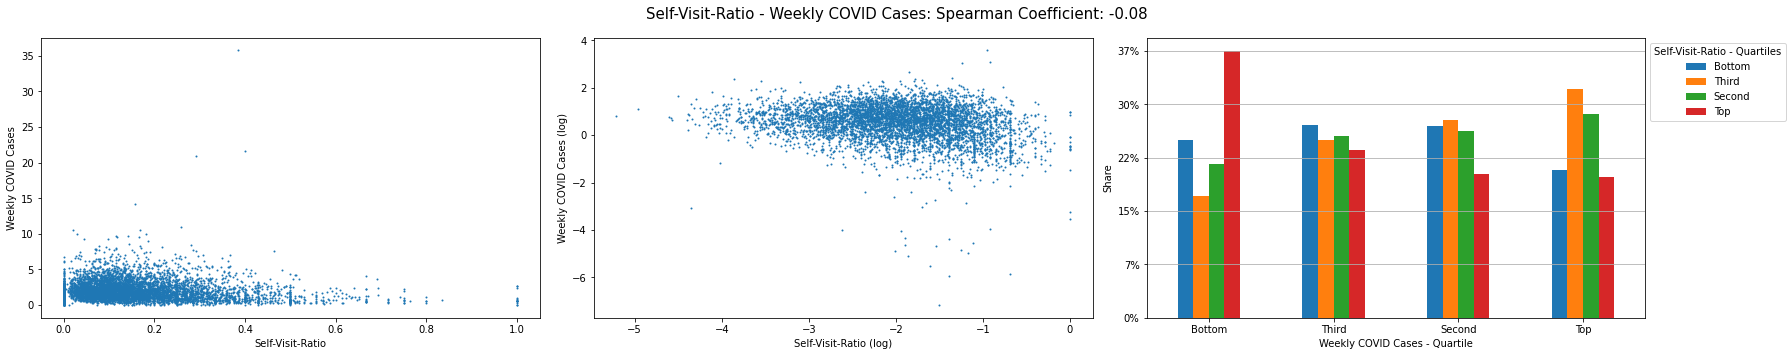 Self-Visit-Ratio - Weekly COVID Cases: Spearman Coefficient: -0.08
Weekly COVID Cases
35
30
25
20
15
10
5
0
0.0 0.2 0.4 0.6 0.8 1.0
Self-Visit-Ratio
Weekly COVID Cases (log)
4
2
0
−2
−4
−6
−5 −4 −3 −2 −1 0
Self-Visit-Ratio (log)
Share
37%
30%
22%
15%
7%
0%
Bottom Third Second Top
Weekly COVID Cases - Quartile
Self-Visit-Ratio - Quartiles
Bottom
Third
Second
Top